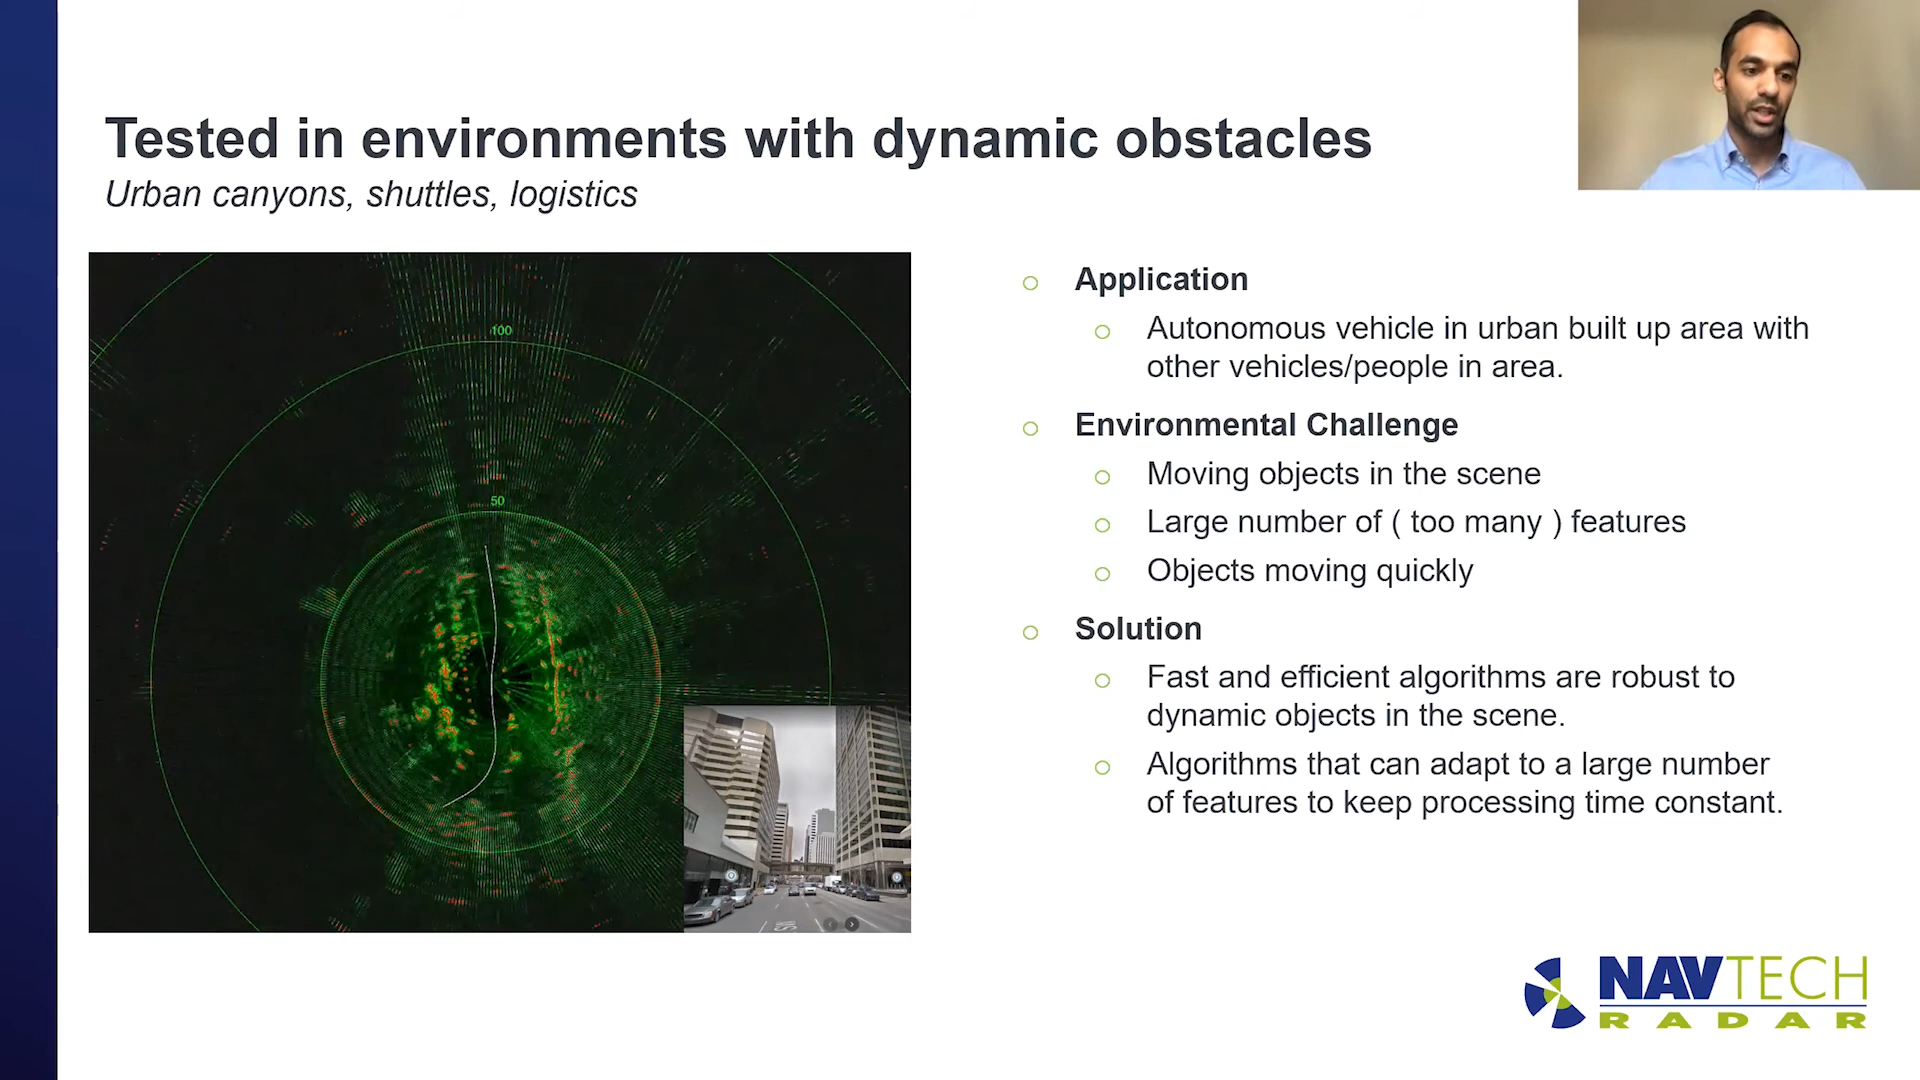 Tested in environments with dynamic obstacles
Urban canyons, shuttles, logistics
100
50
Application
Autonomous vehicle in urban built up area with
other vehicles/people in area.
Environmental Challenge
Moving objects in the scene
Large number of ( too many ) features
Objects moving quickly
Solution
Fast and efficient algorithms are robust to
dynamic objects in the scene.
Algorithms that can adapt to a large number
of features to keep processing time constant.
NAVTECH
RADAR